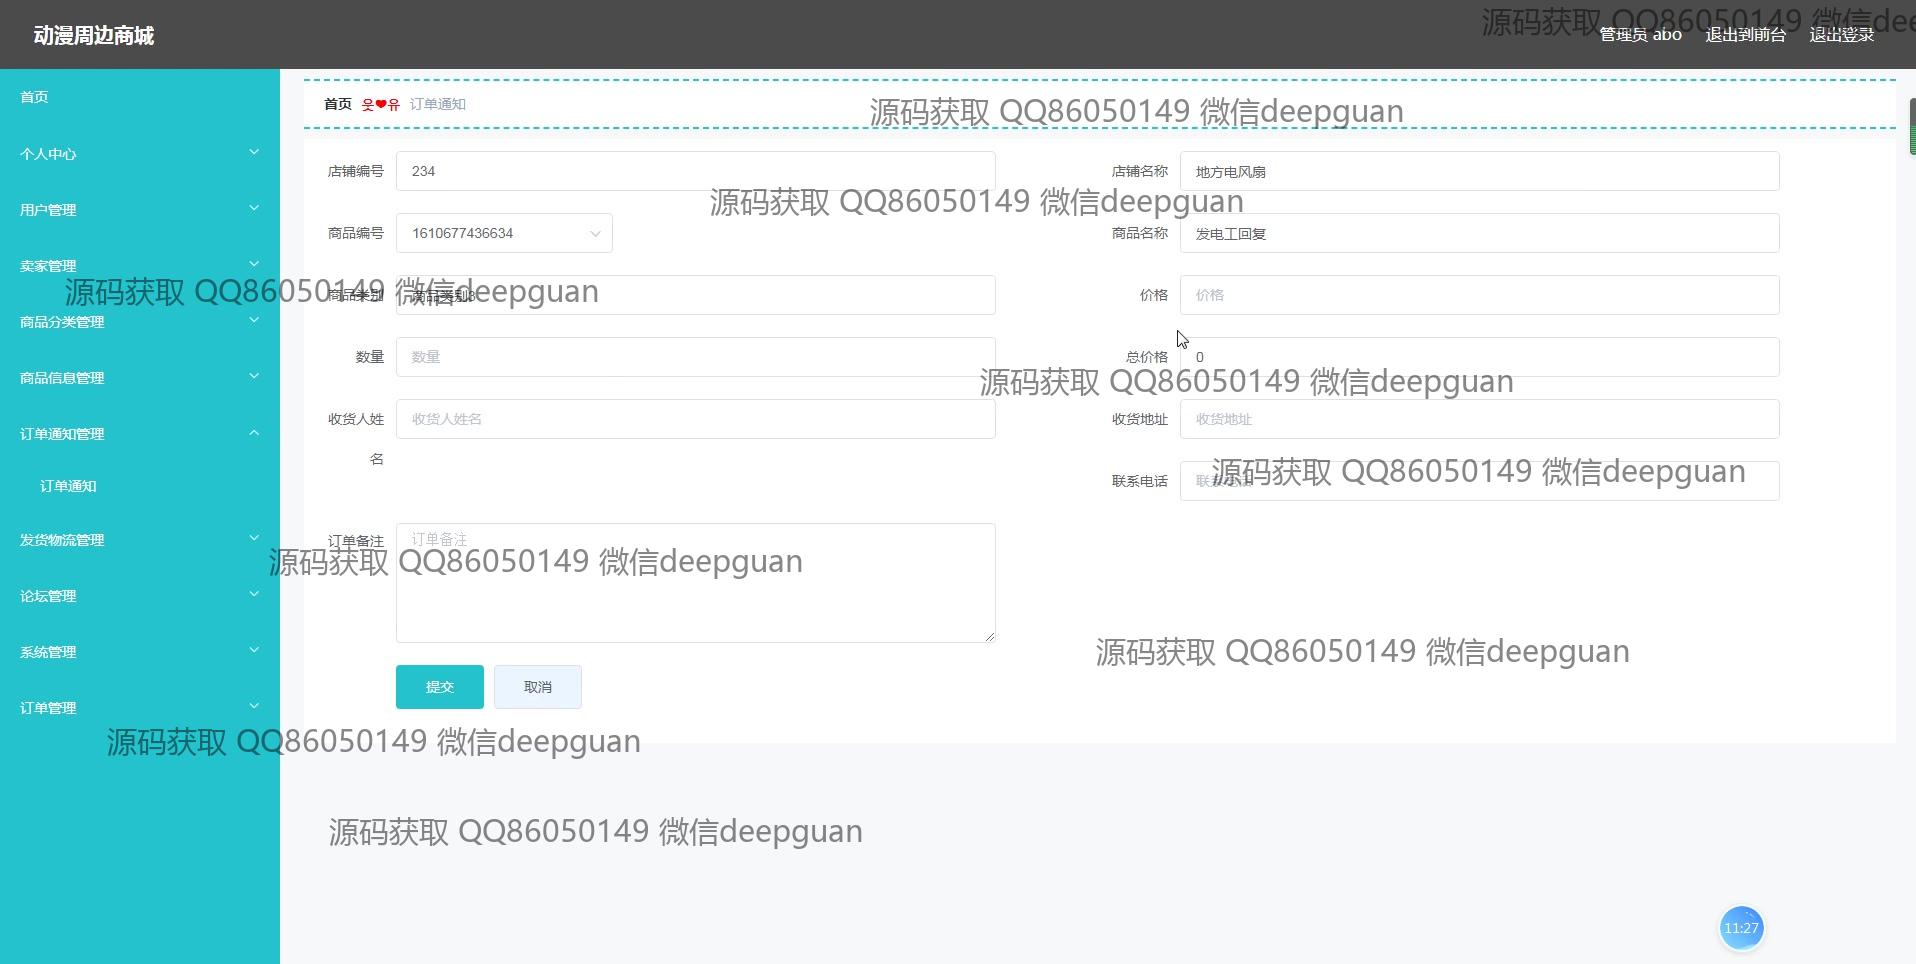 动漫周边商城
源码获取 QQ86050149 微信dee
管理员 abo 退出到前台 退出登录
首页
个人中心
用户管理
卖家管理
商品分类管理
商品信息管理
订单通知管理
订单通知
发货物流管理
论坛管理
系统管理
订单管理
首页 웃❤유 订单通知
源码获取 QQ86050149 微信deepguan
店铺编号 234
店铺名称 地方电风扇
源码获取 QQ86050149 微信deepguan
商品编号 1610677436634
商品名称 发电工回复
源码获取 QQ86050149 微信deepguan
商品类别 商品类别3
价格 价格
数量 数量
总价格 0
源码获取 QQ86050149 微信deepguan
收货人姓
名
收货人姓名
收货地址 收货地址
源码获取 QQ86050149 微信deepguan
联系电话 联系电话
订单备注 订单备注
源码获取 QQ86050149 微信deepguan
源码获取 QQ86050149 微信deepguan
提交 取消
源码获取 QQ86050149 微信deepguan
源码获取 QQ86050149 微信deepguan
11:27